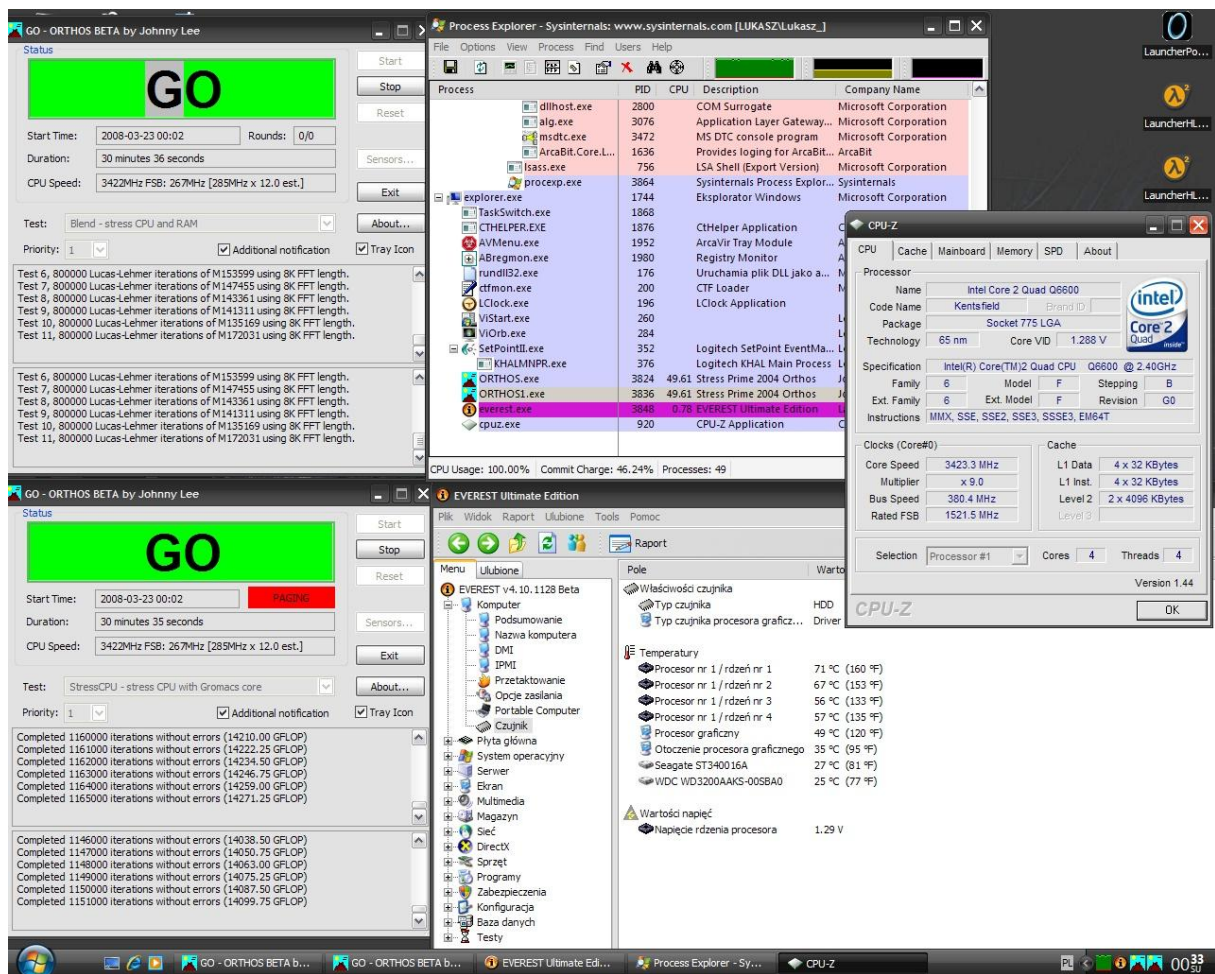 GO - ORTHOS BETA by Johnny Lee
Status
GO
Start
Stop
Reset
Start Time: 2008-03-23 00:02 Rounds: 0/0
Duration: 30 minutes 36 seconds
Sensors...
CPU Speed: 3422MHz FSB: 267MHz [285MHz x 12.0 est.]
Exit
Test: Blend - stress CPU and RAM
About...
Priority: 1 Additional notification Tray Icon
Test 6, 800000 Lucas-Lehmer iterations of M153599 using 8K FFT length.
Test 7, 800000 Lucas-Lehmer iterations of M147455 using 8K FFT length.
Test 8, 800000 Lucas-Lehmer iterations of M143361 using 8K FFT length.
Test 9, 800000 Lucas-Lehmer iterations of M141311 using 8K FFT length.
Test 10, 800000 Lucas-Lehmer iterations of M135169 using 8K FFT length.
Test 11, 800000 Lucas-Lehmer iterations of M172031 using 8K FFT length.
Test 6, 800000 Lucas-Lehmer iterations of M153599 using 8K FFT length.
Test 7, 800000 Lucas-Lehmer iterations of M147455 using 8K FFT length.
Test 8, 800000 Lucas-Lehmer iterations of M143361 using 8K FFT length.
Test 9, 800000 Lucas-Lehmer iterations of M141311 using 8K FFT length.
Test 10, 800000 Lucas-Lehmer iterations of M135169 using 8K FFT length.
Test 11, 800000 Lucas-Lehmer iterations of M172031 using 8K FFT length.
Process Explorer - Sysinternals: www.sysinternals.com [LUKASZ\Lukasz_]
File Options View Process Find Users Help
Process PID CPU Description Company Name
dllhost.exe 2800 COM Surrogate Microsoft Corporation
alg.exe 3076 Application Layer Gateway... Microsoft Corporation
msdtc.exe 3472 MS DTC console program Microsoft Corporation
ArcaBit.Core.L... 1636 Provides loging for ArcaBit... ArcaBit
lsass.exe 756 LSA Shell (Export Version) Microsoft Corporation
procexp.exe 3864 Sysinternals Process Explor... Sysinternals
explorer.exe 1744 Eksplorator Windows Microsoft Corporation
TaskSwitch.exe 1868
CTHELPER.EXE 1876 CtHelper Application
AVMenu.exe 1952 ArcaVir Tray Module
ABregmon.exe 1980 Registry Monitor
rundll32.exe 176 Uruchamia plik DLL jako a...
ctfmon.exe 200 CTF Loader
LClock.exe 196 LClock Application
ViStart.exe 260
ViOrb.exe 284
SetPointII.exe 352 Logitech SetPoint EventMa...
KHALMNPR.exe 376 Logitech KHAL Main Process
ORTHOS.exe 3824 49.61 Stress Prime 2004 Orthos
ORTHOS1.exe 3836 49.61 Stress Prime 2004 Orthos
everest.exe 3848 0.78 EVEREST Ultimate Edition
cpuz.exe 920 CPU-Z Application
CPU Usage: 100.00% Commit Charge: 46.24% Processes: 49
LauncherPo...
LauncherHL...
LauncherHL...
CPU-Z
CPU Cache Mainboard Memory SPD About
Processor
Name Intel Core 2 Quad Q6600
Code Name Kentsfield Brand ID
Package Socket 775 LGA
Technology 65 nm Core VID 1.288 V
intel
Core 2
Quad inside
Specification Intel(R) Core(TM)2 Quad CPU Q6600 @ 2.40GHz
Family 6 Model F Stepping B
Ext. Family 6 Ext. Model F Revision G0
Instructions MMX, SSE, SSE2, SSE3, SSSE3, EM64T
Clocks (Core#0)
Core Speed 3423.3 MHz
Multiplier x 9.0
Bus Speed 380.4 MHz
Rated FSB 1521.5 MHz
Cache
L1 Data 4 x 32 KBytes
L1 Inst. 4 x 32 KBytes
Level 2 2 x 4096 KBytes
Level 3
Selection Processor #1 Cores 4 Threads 4
Version 1.44
CPU-Z
OK
GO - ORTHOS BETA by Johnny Lee
Status
GO
Start
Stop
Reset
Start Time: 2008-03-23 00:02 PAGING
Duration: 30 minutes 35 seconds
Sensors...
CPU Speed: 3422MHz FSB: 267MHz [285MHz x 12.0 est.]
Exit
Test: StressCPU - stress CPU with Gromacs core
About...
Priority: 1 Additional notification Tray Icon
Completed 1160000 iterations without errors (14210.00 GFLOP)
Completed 1161000 iterations without errors (14222.25 GFLOP)
Completed 1162000 iterations without errors (14234.50 GFLOP)
Completed 1163000 iterations without errors (14246.75 GFLOP)
Completed 1164000 iterations without errors (14259.00 GFLOP)
Completed 1165000 iterations without errors (14271.25 GFLOP)
Completed 1146000 iterations without errors (14038.50 GFLOP)
Completed 1147000 iterations without errors (14050.75 GFLOP)
Completed 1148000 iterations without errors (14063.00 GFLOP)
Completed 1149000 iterations without errors (14075.25 GFLOP)
Completed 1150000 iterations without errors (14087.50 GFLOP)
Completed 1151000 iterations without errors (14099.75 GFLOP)
EVEREST Ultimate Edition
Plik Widok Raport Ulubione Tools Pomoc
Raport
Menu Ulubione
EVEREST v4.10.1128 Beta
Komputer
Podsumowanie
Nazwa komputera
DMI
IPMI
Przetaktowanie
Opcje zasilania
Portable Computer
Czujnik
Płyta główna
System operacyjny
Serwer
Ekran
Multimedia
Magazyn
Sieć
DirectX
Sprzęt
Programy
Zabezpieczenia
Konfiguracja
Baza danych
Testy
Pole Warto
Właściwości czujnika
Typ czujnika HDD
Typ czujnika procesora graficz... Driver
Temperatury
Procesor nr 1 / rdzeń nr 1 71 °C (160 °F)
Procesor nr 1 / rdzeń nr 2 67 °C (153 °F)
Procesor nr 1 / rdzeń nr 3 56 °C (133 °F)
Procesor nr 1 / rdzeń nr 4 57 °C (135 °F)
Procesor graficzny 49 °C (120 °F)
Otoczenie procesora graficznego 35 °C (95 °F)
Seagate ST340016A 27 °C (81 °F)
WDC WD3200AAKS-00SBA0 25 °C (77 °F)
Wartości napięć
Napięcie rdzenia procesora 1.29 V
GO - ORTHOS BETA b...
GO - ORTHOS BETA b...
EVEREST Ultimate Edi...
Process Explorer - Sy...
CPU-Z
PL
00 33 SU